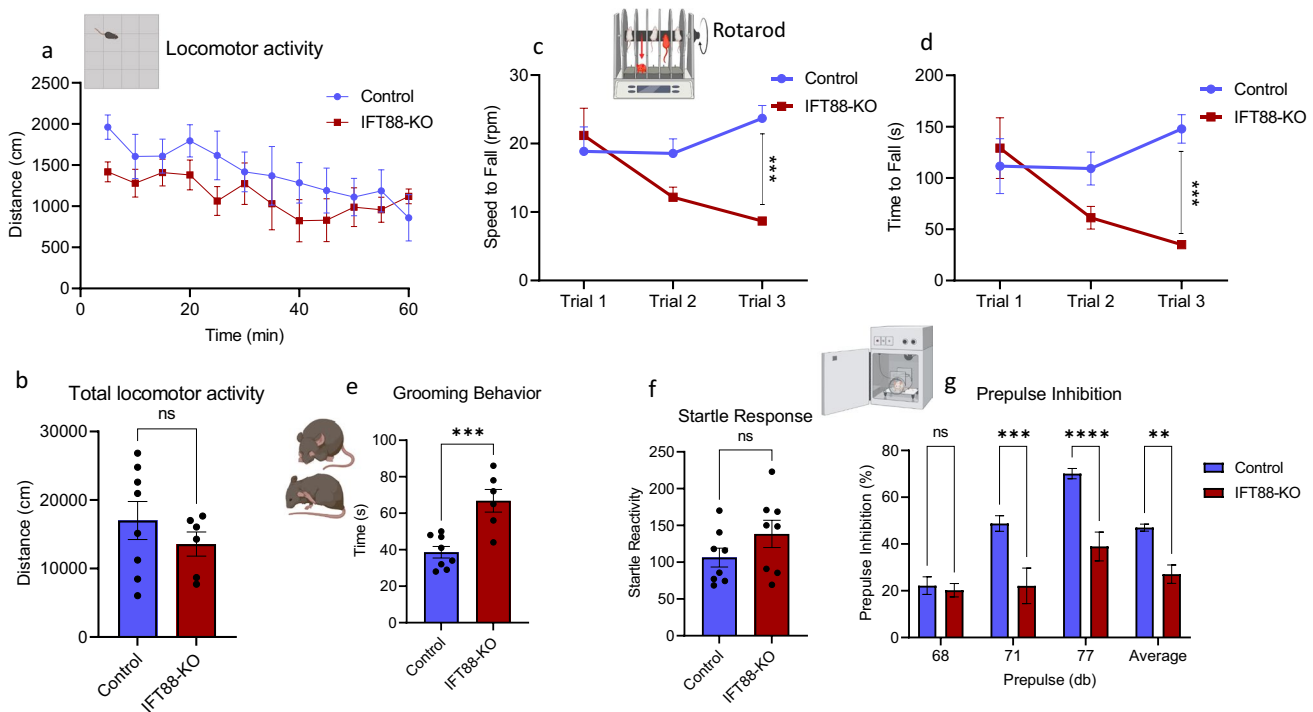 a
Locomotor activity
Control
IFT88-KO
2500
2000
1500
1000
500
0
Distance (cm)
0
20
40
60
Time (min)
c
Rotarod
Control
IFT88-KO
30
20
10
0
Speed to Fall (rpm)
***
Trial 1
Trial 2
Trial 3
d
Control
IFT88-KO
200
150
100
50
0
Time to Fall (s)
***
Trial 1
Trial 2
Trial 3
b
Total locomotor activity
ns
30000
20000
10000
0
Distance (cm)
Control
IFT88-KO
e
Grooming Behavior
***
100
80
60
40
20
0
Time (s)
Control
IFT88-KO
f
Startle Response
ns
250
200
150
100
50
0
Startle Reactivity
Control
IFT88-KO
g
Prepulse Inhibition
ns
***
****
**
Control
IFT88-KO
80
60
40
20
0
Prepulse Inhibition (%)
68
71
77
Average
Prepulse (db)